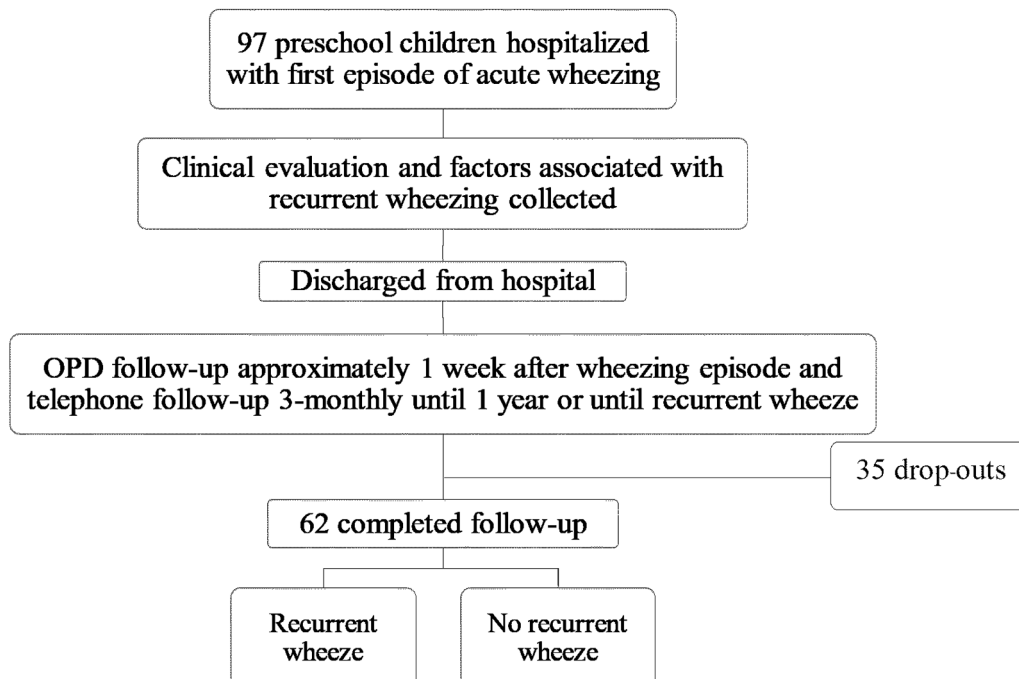 97 preschool children hospitalized
with first episode of acute wheezing
Clinical evaluation and factors associated with
recurrent wheezing collected
Discharged from hospital
OPD follow-up approximately 1 week after wheezing episode and
telephone follow-up 3-monthly until 1 year or until recurrent wheeze
35 drop-outs
62 completed follow-up
Recurrent
wheeze
No recurrent
wheeze